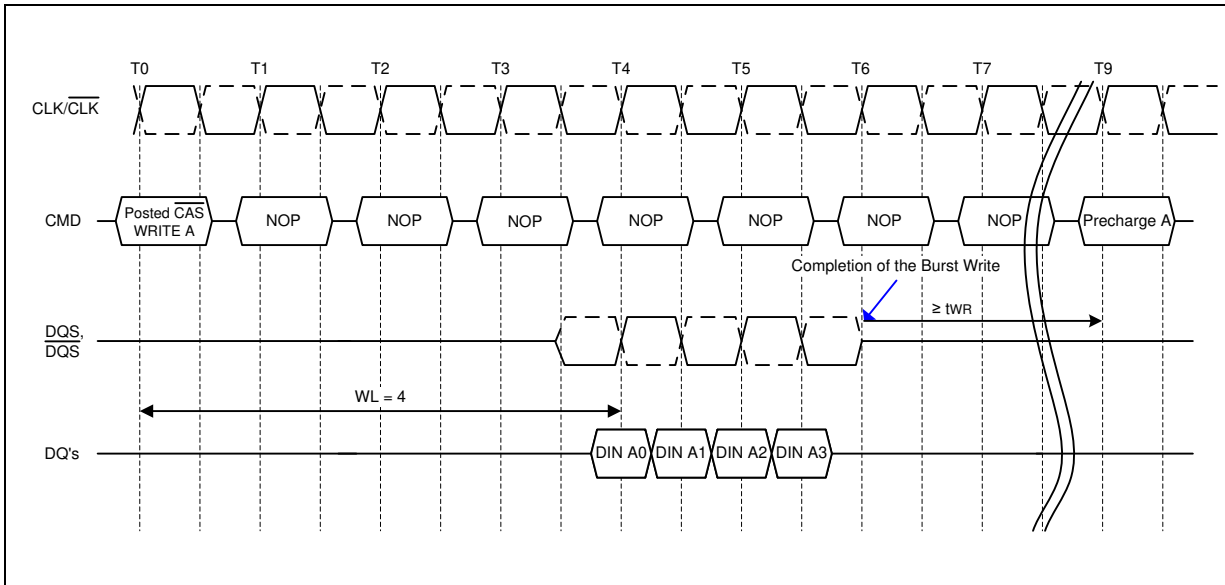 T0 T1 T2 T3 T4 T5 T6 T7 T9
CLK/CLK
CMD
Posted CAS
WRITE A
NOP NOP NOP NOP NOP NOP NOP Precharge A
Completion of the Burst Write
≥ tWR
DQS,
DQS
WL = 4
DQ's
DIN A0 DIN A1 DIN A2 DIN A3